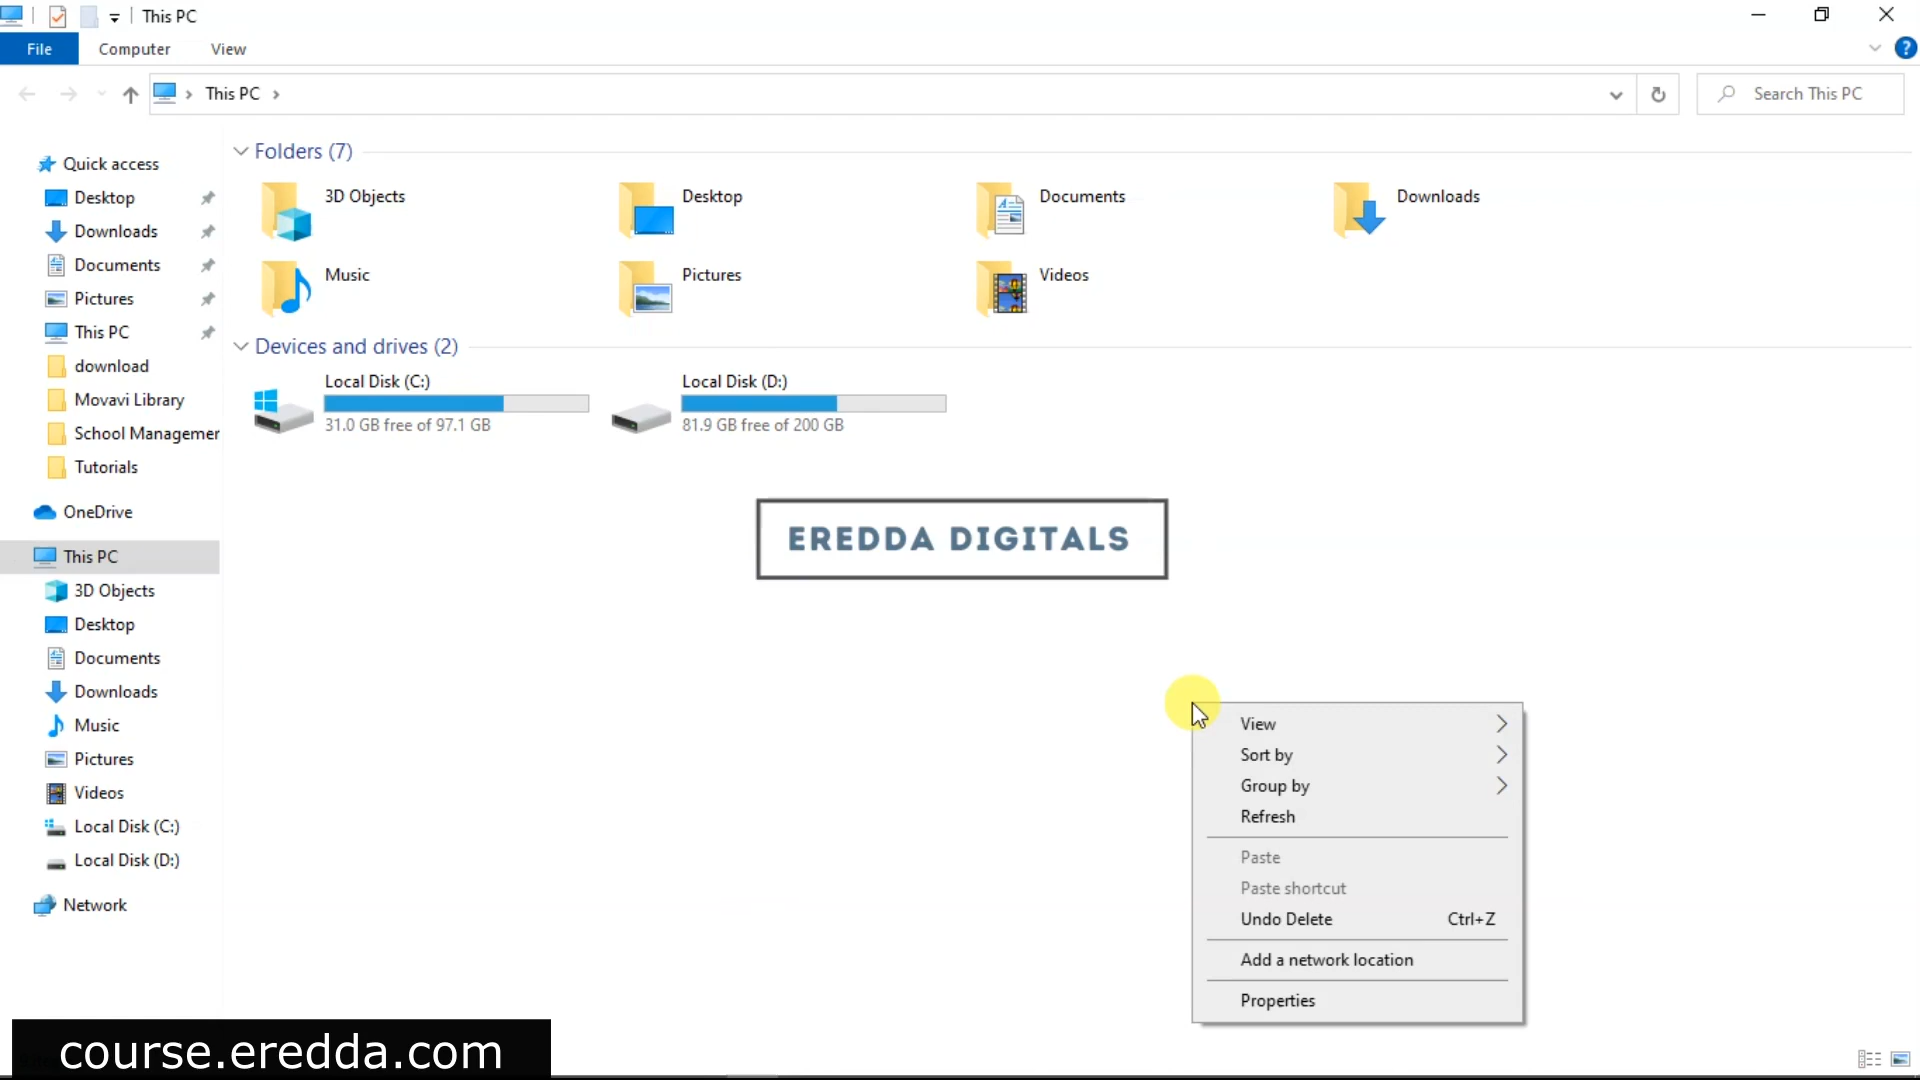 This PC
File Computer View
This PC
Search This PC
Quick access
Desktop
Downloads
Documents
Pictures
This PC
download
Movavi Library
School Managemer
Tutorials
OneDrive
This PC
3D Objects
Desktop
Documents
Downloads
Music
Pictures
Videos
Local Disk (C:)
Local Disk (D:)
Network
Folders (7)
3D Objects
Desktop
Documents
Downloads
Music
Pictures
Videos
Devices and drives (2)
Local Disk (C:)
31.0 GB free of 97.1 GB
Local Disk (D:)
81.9 GB free of 200 GB
EREDDA DIGITALS
View
Sort by
Group by
Refresh
Paste
Paste shortcut
Undo Delete Ctrl+Z
Add a network location
Properties
course.eredda.com